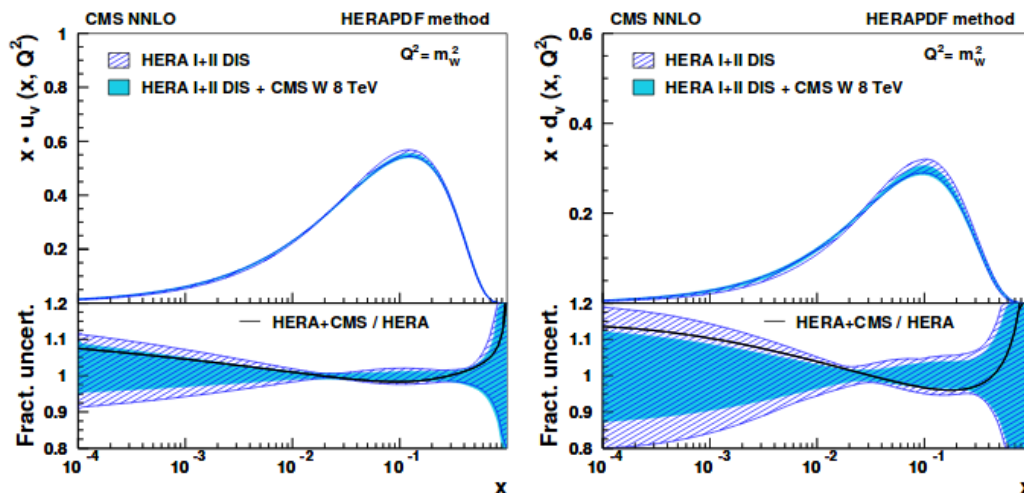 CMS NNLO HERAPDF method
x · u_v (x, Q²)
1
0.8
0.6
0.4
0.2
HERA I+II DIS
HERA I+II DIS + CMS W 8 TeV
Q² = m²_W
Fract. uncert.
1.2
1.1
1
0.9
0.8
HERA+CMS / HERA
10⁻⁴ 10⁻³ 10⁻² 10⁻¹
x
CMS NNLO HERAPDF method
x · d_v (x, Q²)
0.6
0.4
0.2
HERA I+II DIS
HERA I+II DIS + CMS W 8 TeV
Q² = m²_W
Fract. uncert.
1.2
1.1
1
0.9
0.8
HERA+CMS / HERA
10⁻⁴ 10⁻³ 10⁻² 10⁻¹
x